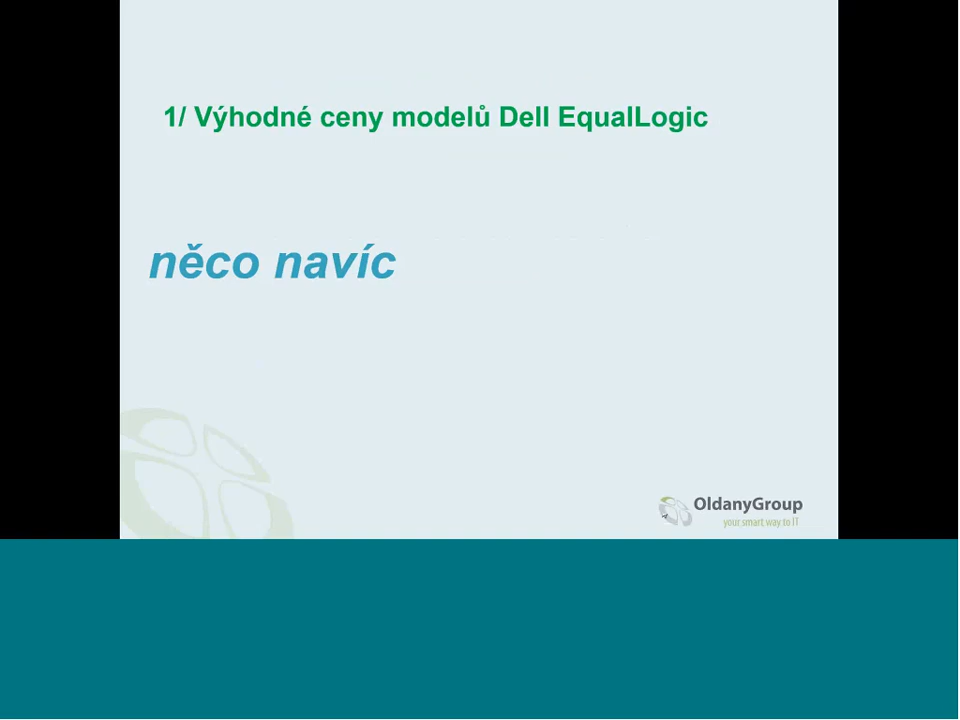 1/ Výhodné ceny modelů Dell EqualLogic
něco navíc
OldanyGroup
your smart way to IT